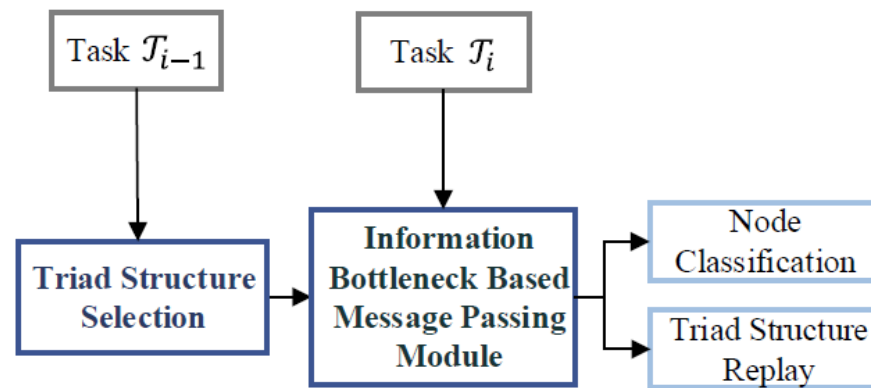 Task 𝒯ᵢ₋₁
Task 𝒯ᵢ
Triad Structure
Selection
Information
Bottleneck Based
Message Passing
Module
Node
Classification
Triad Structure
Replay